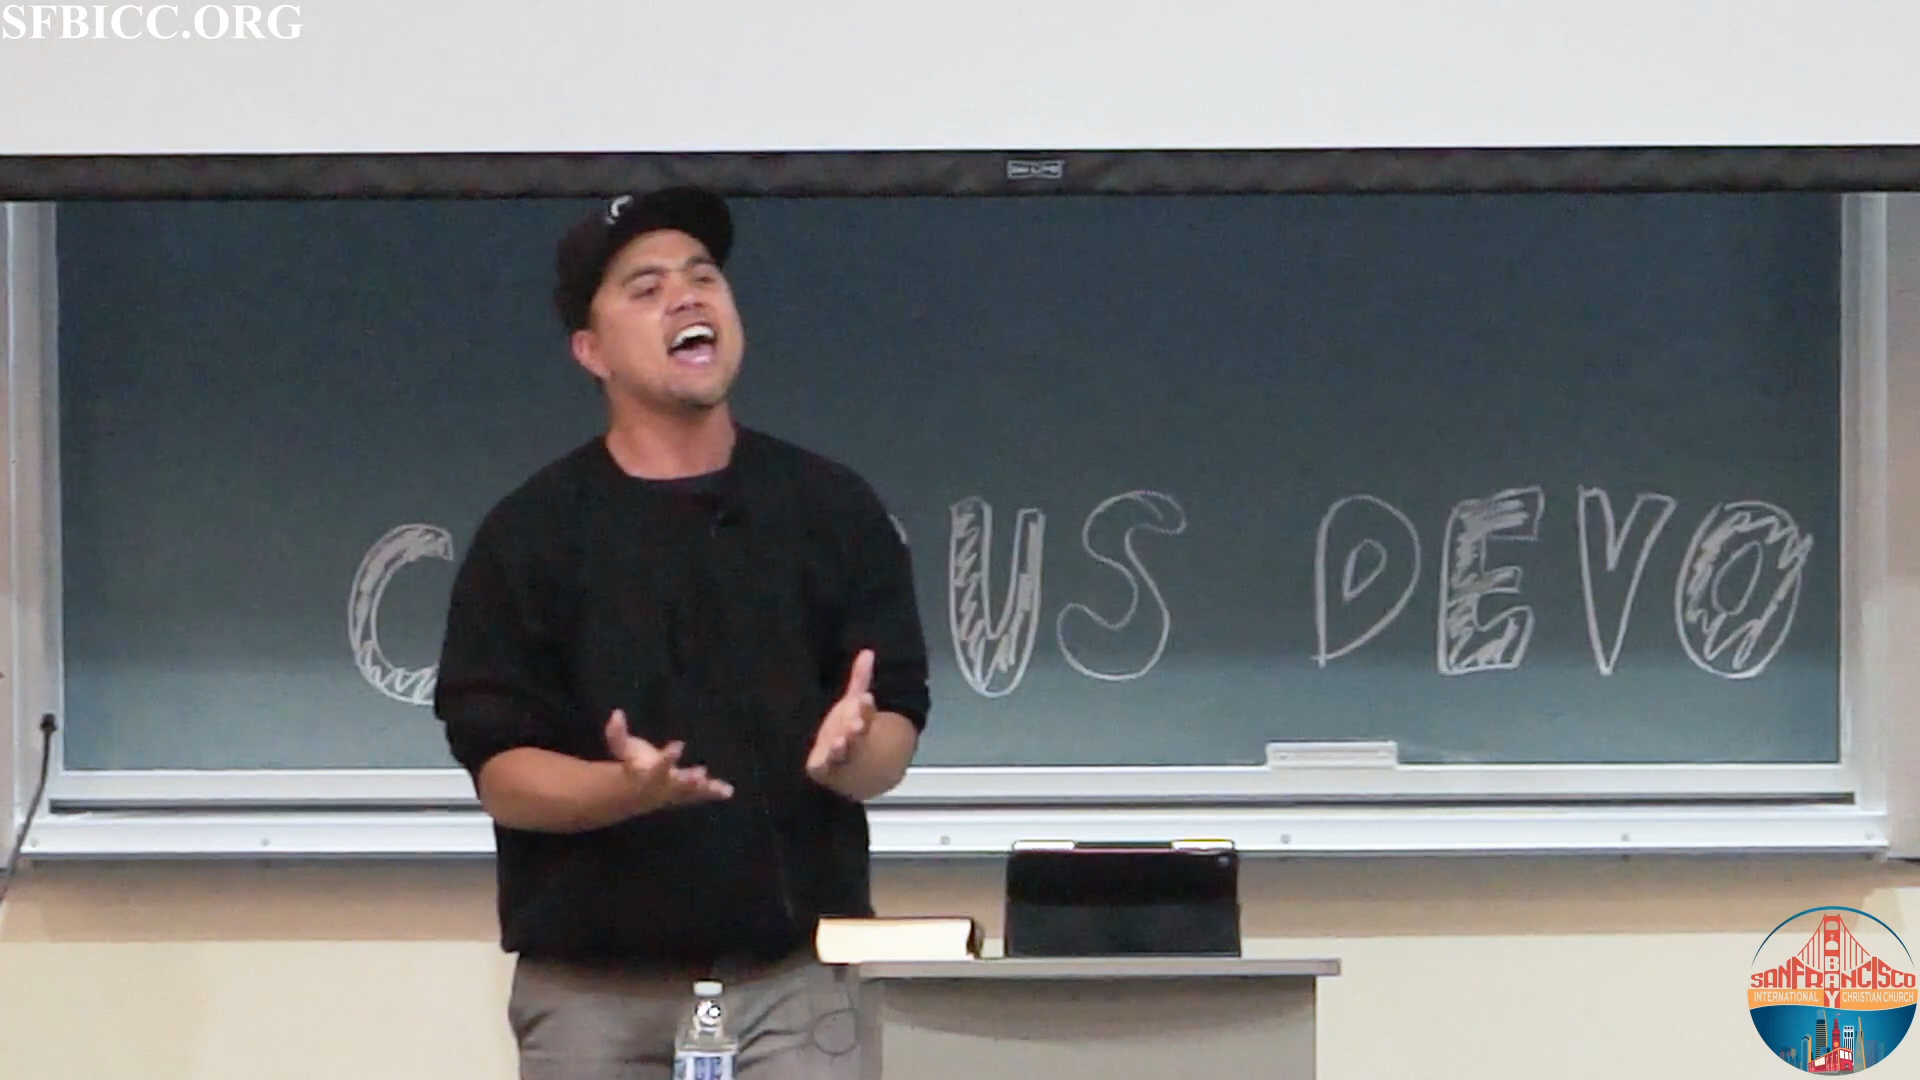 SFBICC.ORG
C US DEVO
SANFRANCISCO
BAY
INTERNATIONAL CHRISTIAN CHURCH